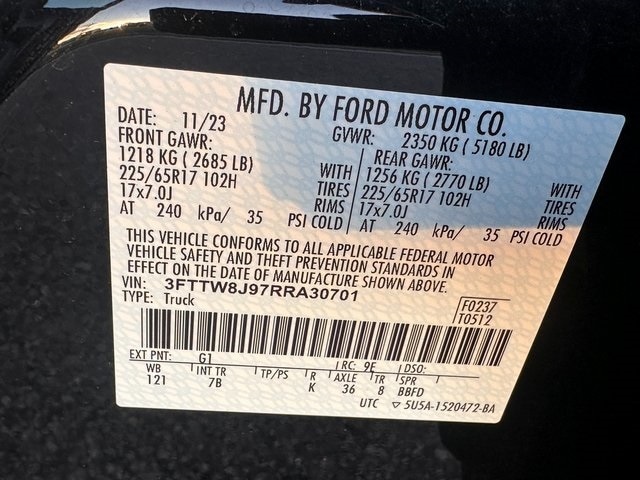 MFD. BY FORD MOTOR CO.
DATE: 11/23 GVWR: 2350 KG ( 5180 LB)
FRONT GAWR: REAR GAWR:
1218 KG ( 2685 LB) WITH 1256 KG ( 2770 LB) WITH
225/65R17 102H TIRES 225/65R17 102H TIRES
17x7.0J RIMS 17x7.0J RIMS
AT 240 kPa/ 35 PSI COLD AT 240 kPa/ 35 PSI COLD
THIS VEHICLE CONFORMS TO ALL APPLICABLE FEDERAL MOTOR
VEHICLE SAFETY AND THEFT PREVENTION STANDARDS IN
EFFECT ON THE DATE OF MANUFACTURE SHOWN ABOVE.
VIN: 3FTTW8J97RRA30701 F0237
TYPE: Truck T0512
EXT PNT: G1 RC: 9E DSO:
WB INT TR TP/PS R AXLE TR SPR
121 7B K 36 8 BBFD
UTC ▽ 5U5A-1520472-BA